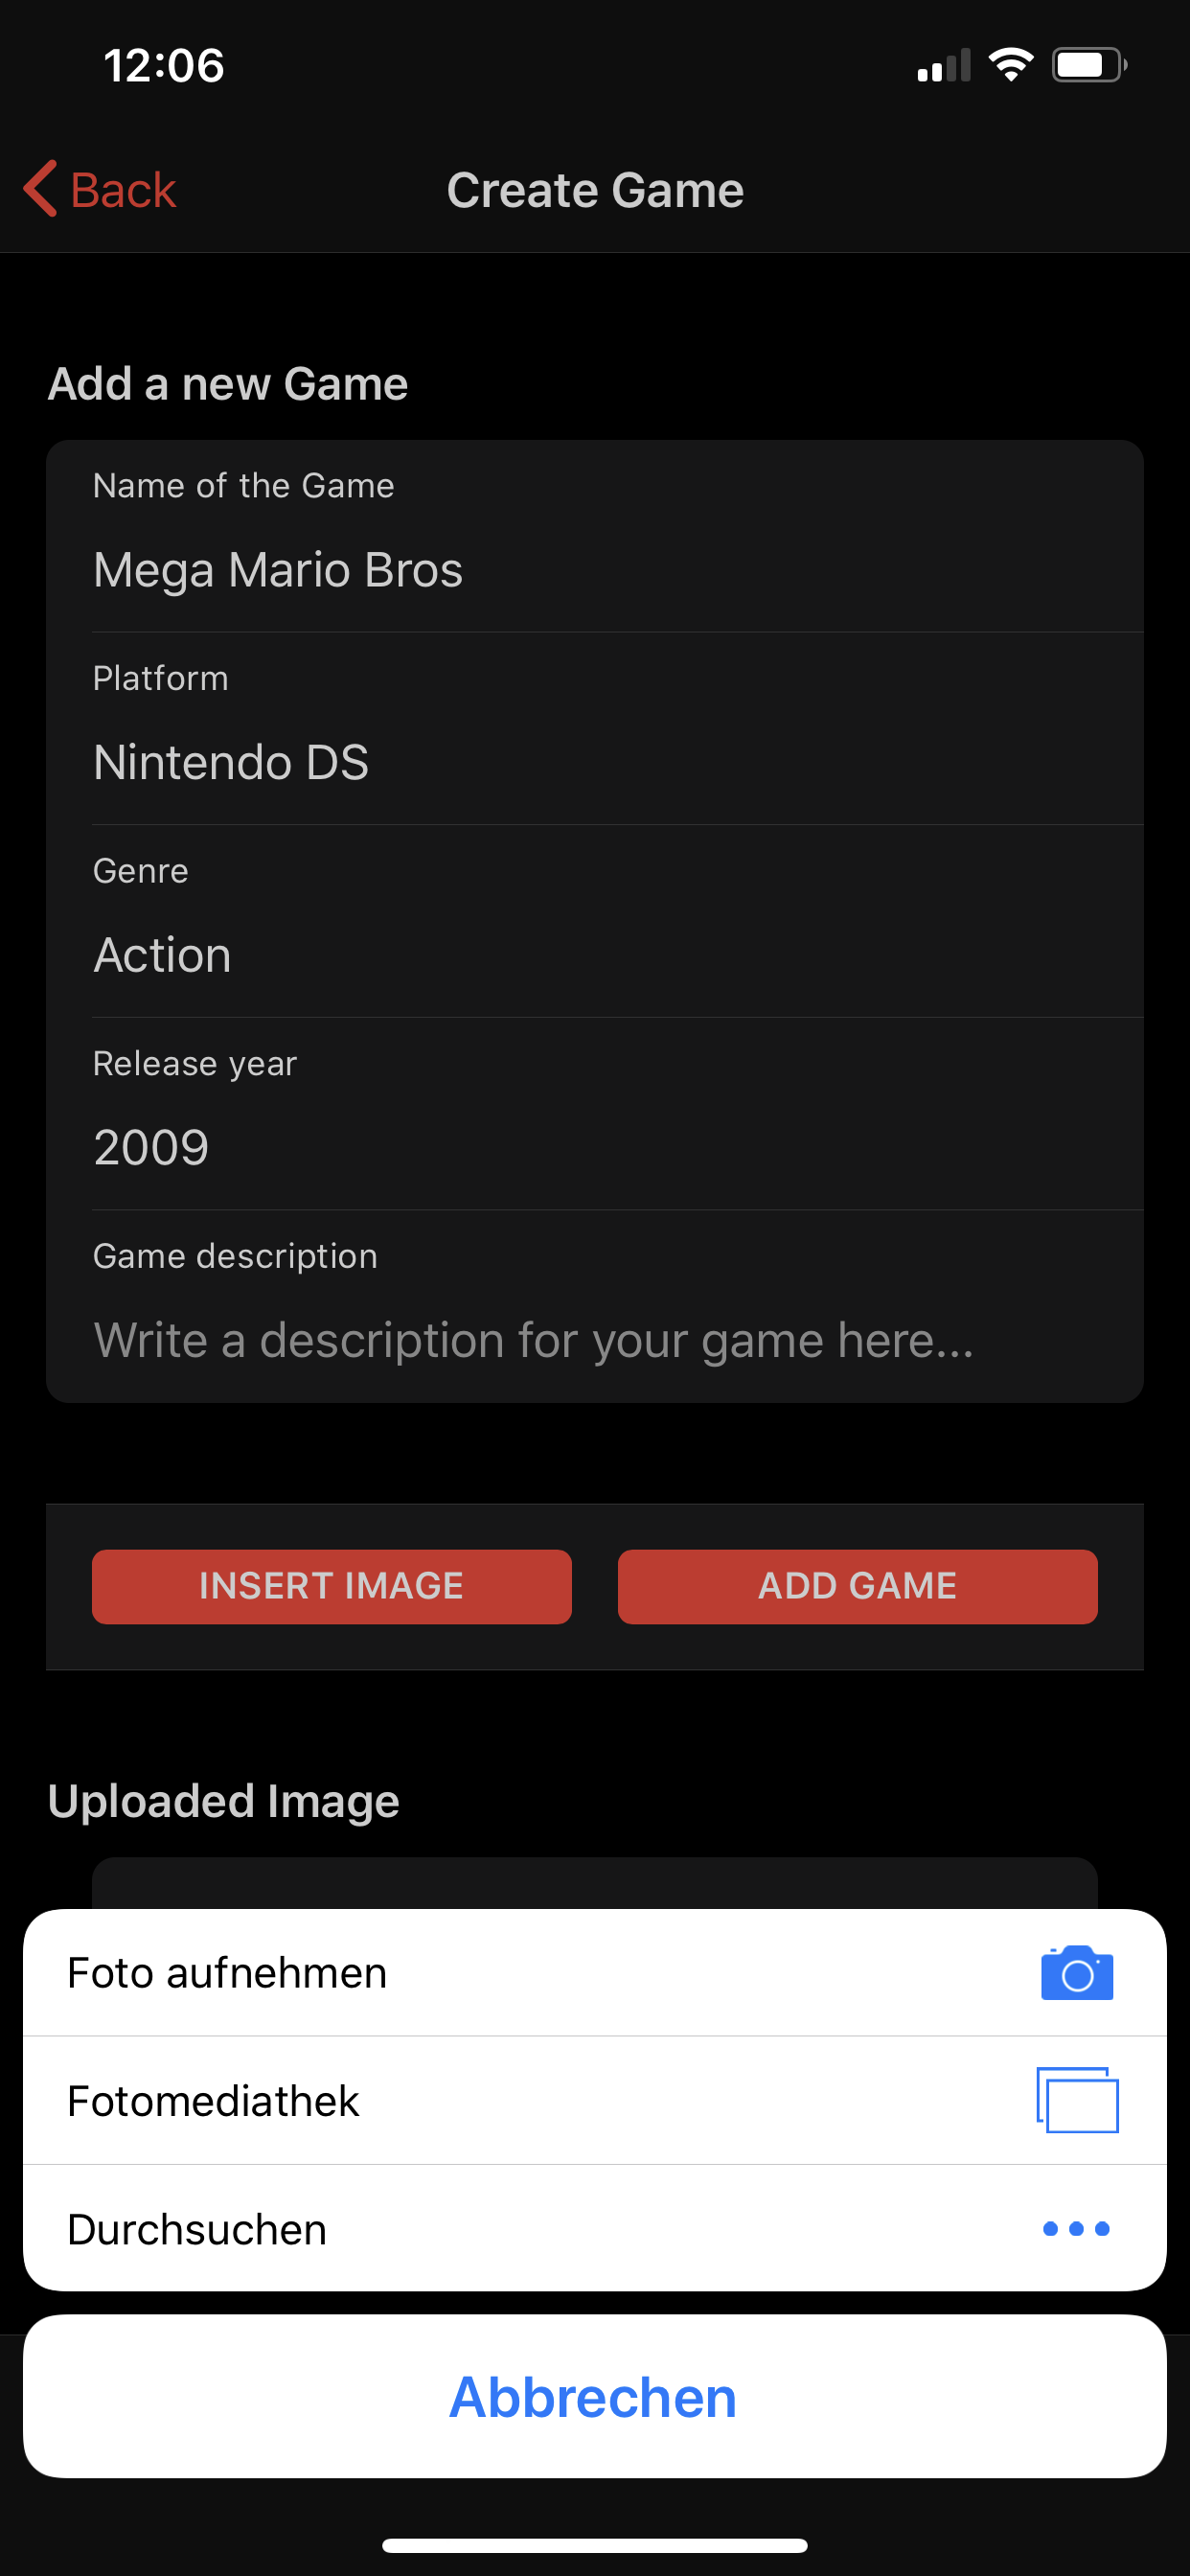 12:06
Back
Create Game
Add a new Game
Name of the Game
Mega Mario Bros
Platform
Nintendo DS
Genre
Action
Release year
2009
Game description
Write a description for your game here...
INSERT IMAGE
ADD GAME
Uploaded Image
Foto aufnehmen
Fotomediathek
Durchsuchen
Abbrechen